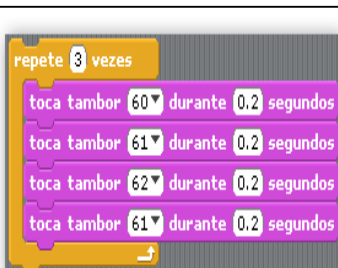 repete 3 vezes
toca tambor 60 durante 0.2 segundos
toca tambor 61 durante 0.2 segundos
toca tambor 62 durante 0.2 segundos
toca tambor 61 durante 0.2 segundos